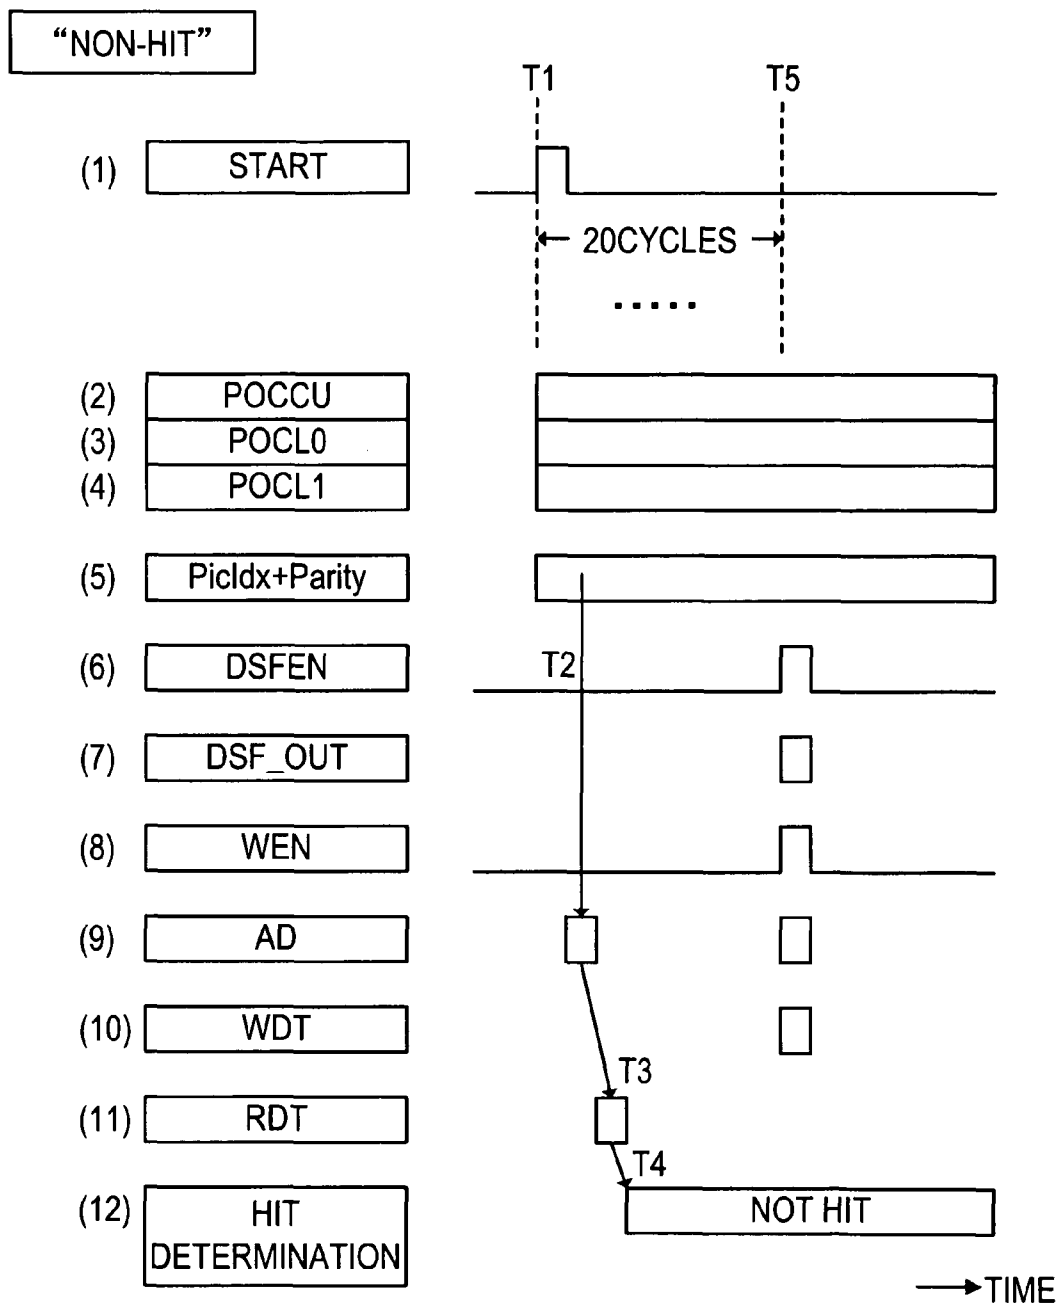 “NON-HIT”
T1 T5
(1) START
20CYCLES
(2) POCCU
(3) POCL0
(4) POCL1
(5) PicIdx+Parity
(6) DSFEN T2
(7) DSF_OUT
(8) WEN
(9) AD
(10) WDT
T3
(11) RDT
T4
(12) HIT DETERMINATION NOT HIT
TIME